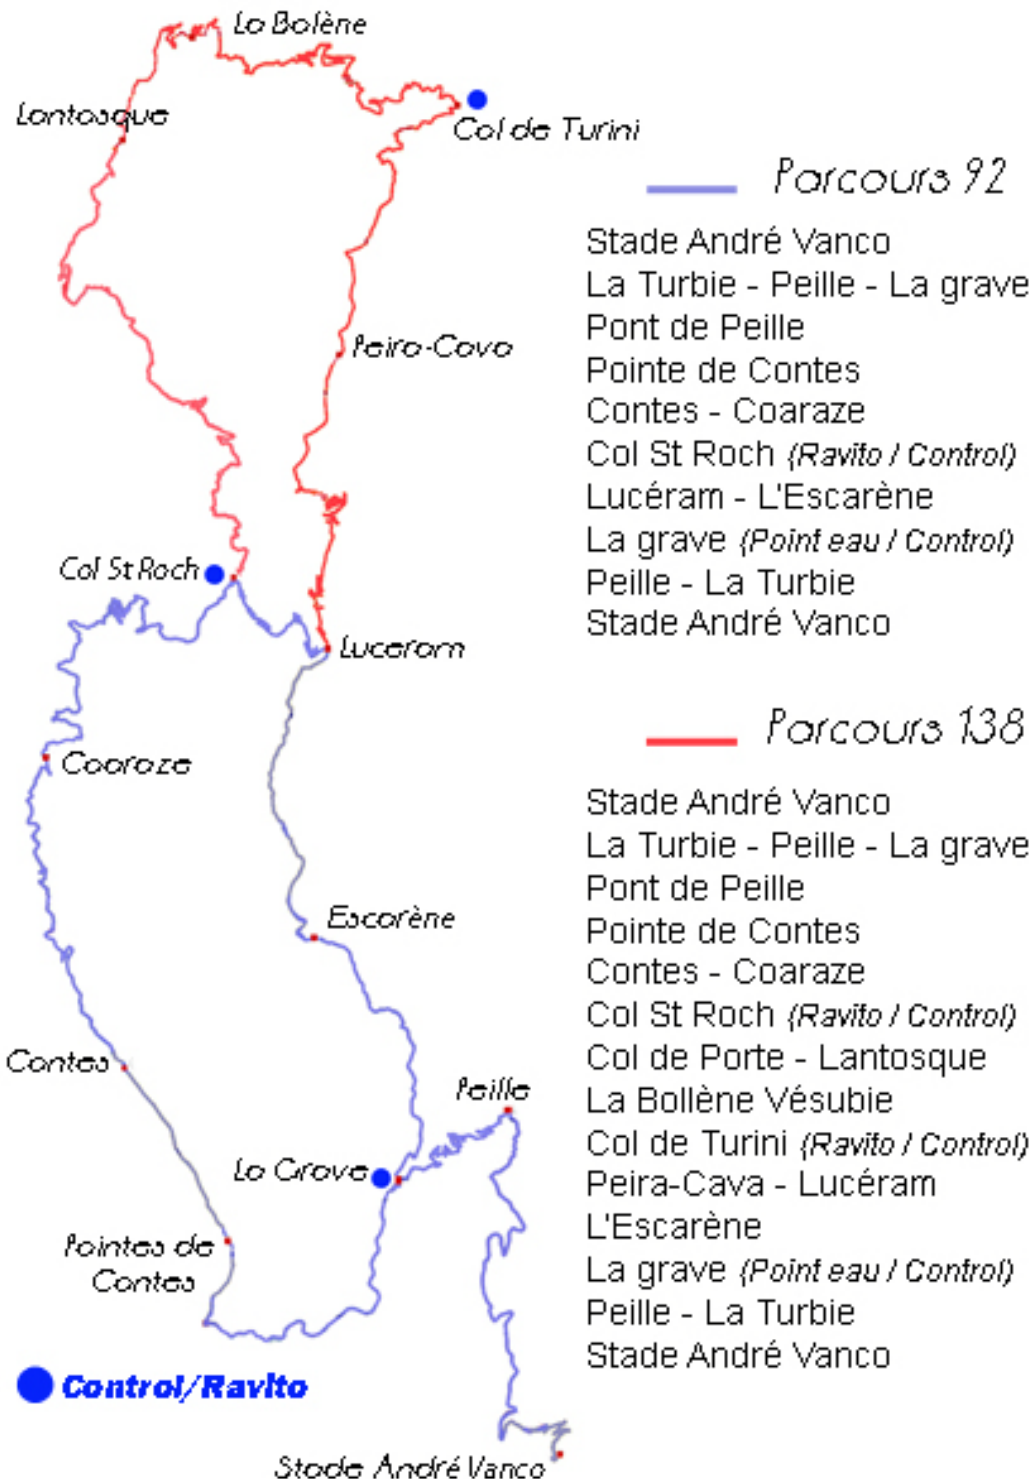 La Bolène
Lantosque
Col de Turini
Peira-Cava
Col St Roch
Luceram
Coaraze
Escarène
Contes
Peille
La Grave
Pointes de
Contes
Control/Ravito
Stade André Vanco
Parcours 92
Stade André Vanco
La Turbie - Peille - La grave
Pont de Peille
Pointe de Contes
Contes - Coaraze
Col St Roch (Ravito / Control)
Lucéram - L'Escarène
La grave (Point eau / Control)
Peille - La Turbie
Stade André Vanco
Parcours 138
Stade André Vanco
La Turbie - Peille - La grave
Pont de Peille
Pointe de Contes
Contes - Coaraze
Col St Roch (Ravito / Control)
Col de Porte - Lantosque
La Bollène Vésubie
Col de Turini (Ravito / Control)
Peira-Cava - Lucéram
L'Escarène
La grave (Point eau / Control)
Peille - La Turbie
Stade André Vanco